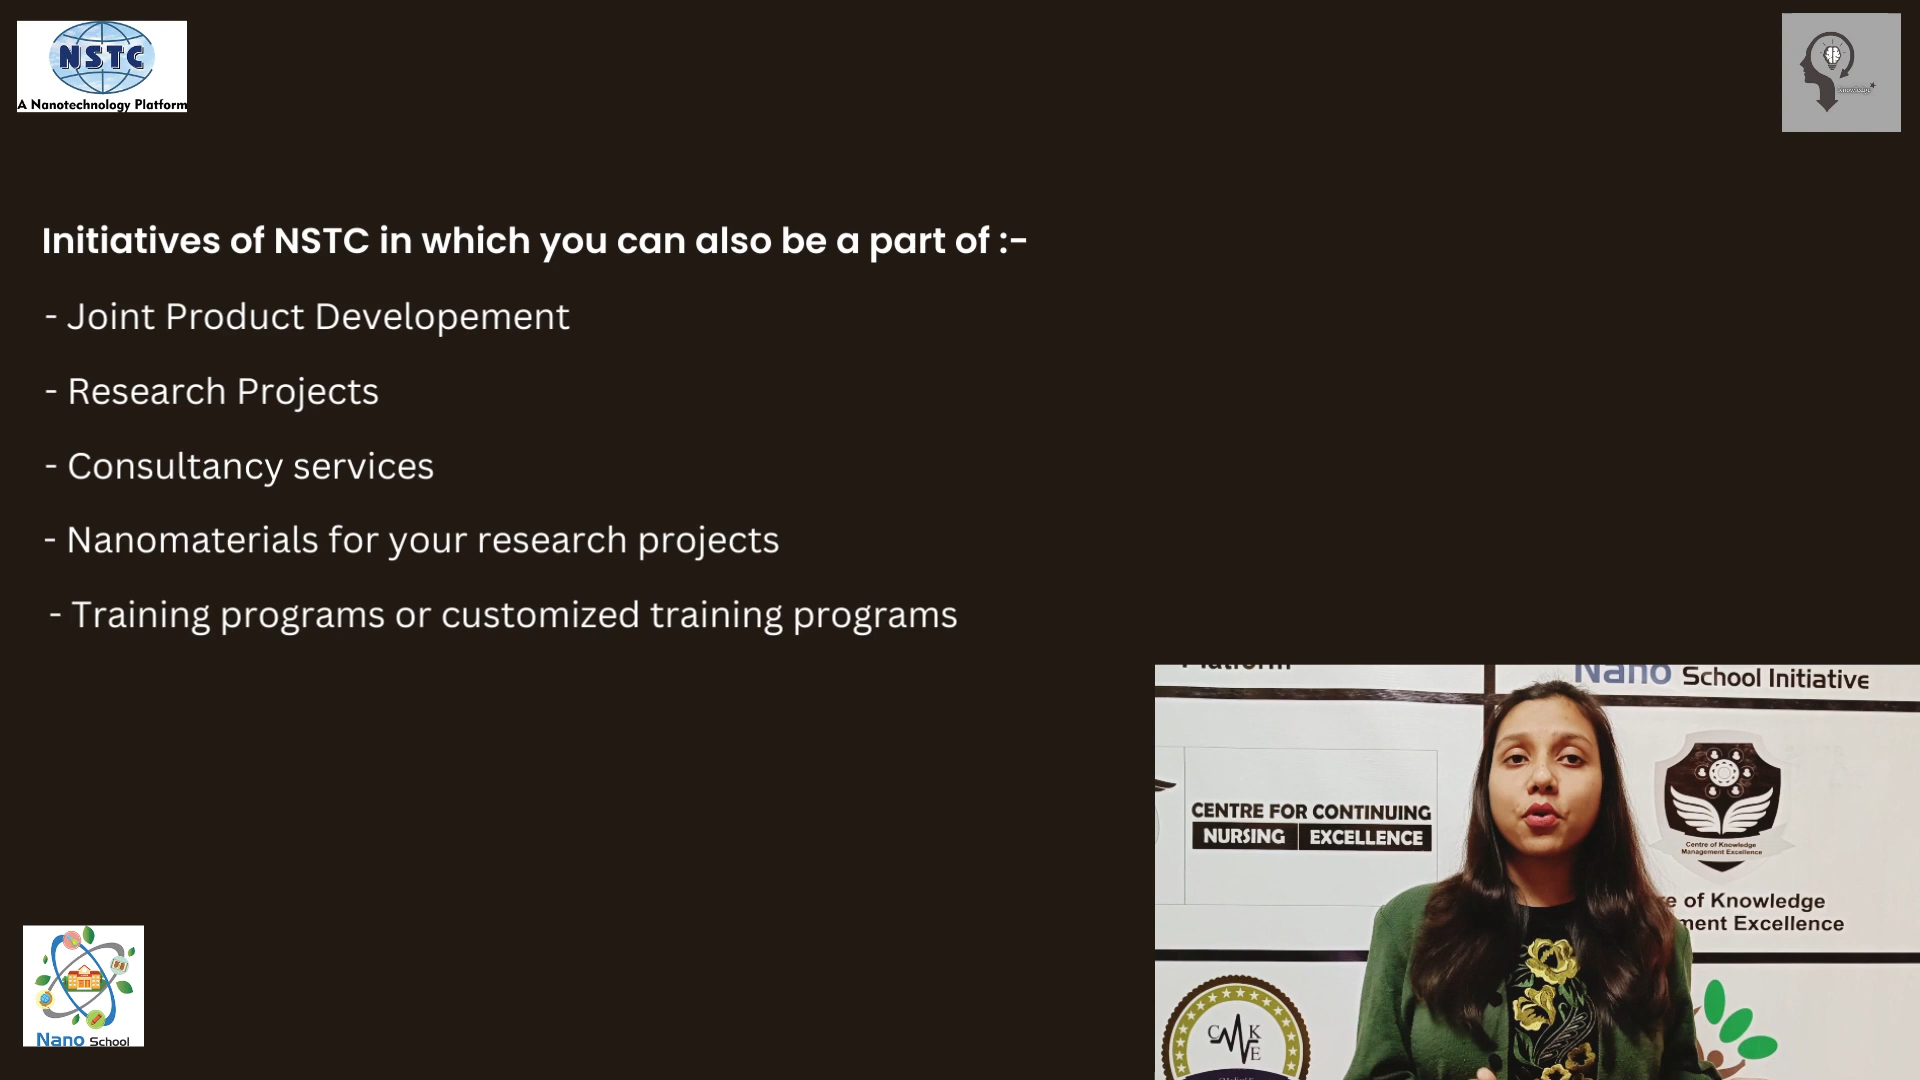 NSTC
A Nanotechnology Platform
Initiatives of NSTC in which you can also be a part of :-
- Joint Product Developement
- Research Projects
- Consultancy services
- Nanomaterials for your research projects
- Training programs or customized training programs
Platform
Nano School Initiative
CENTRE FOR CONTINUING
NURSING EXCELLENCE
Centre of Knowledge
Management Excellence
of Knowledge
Excellence
C K
E
Nano School